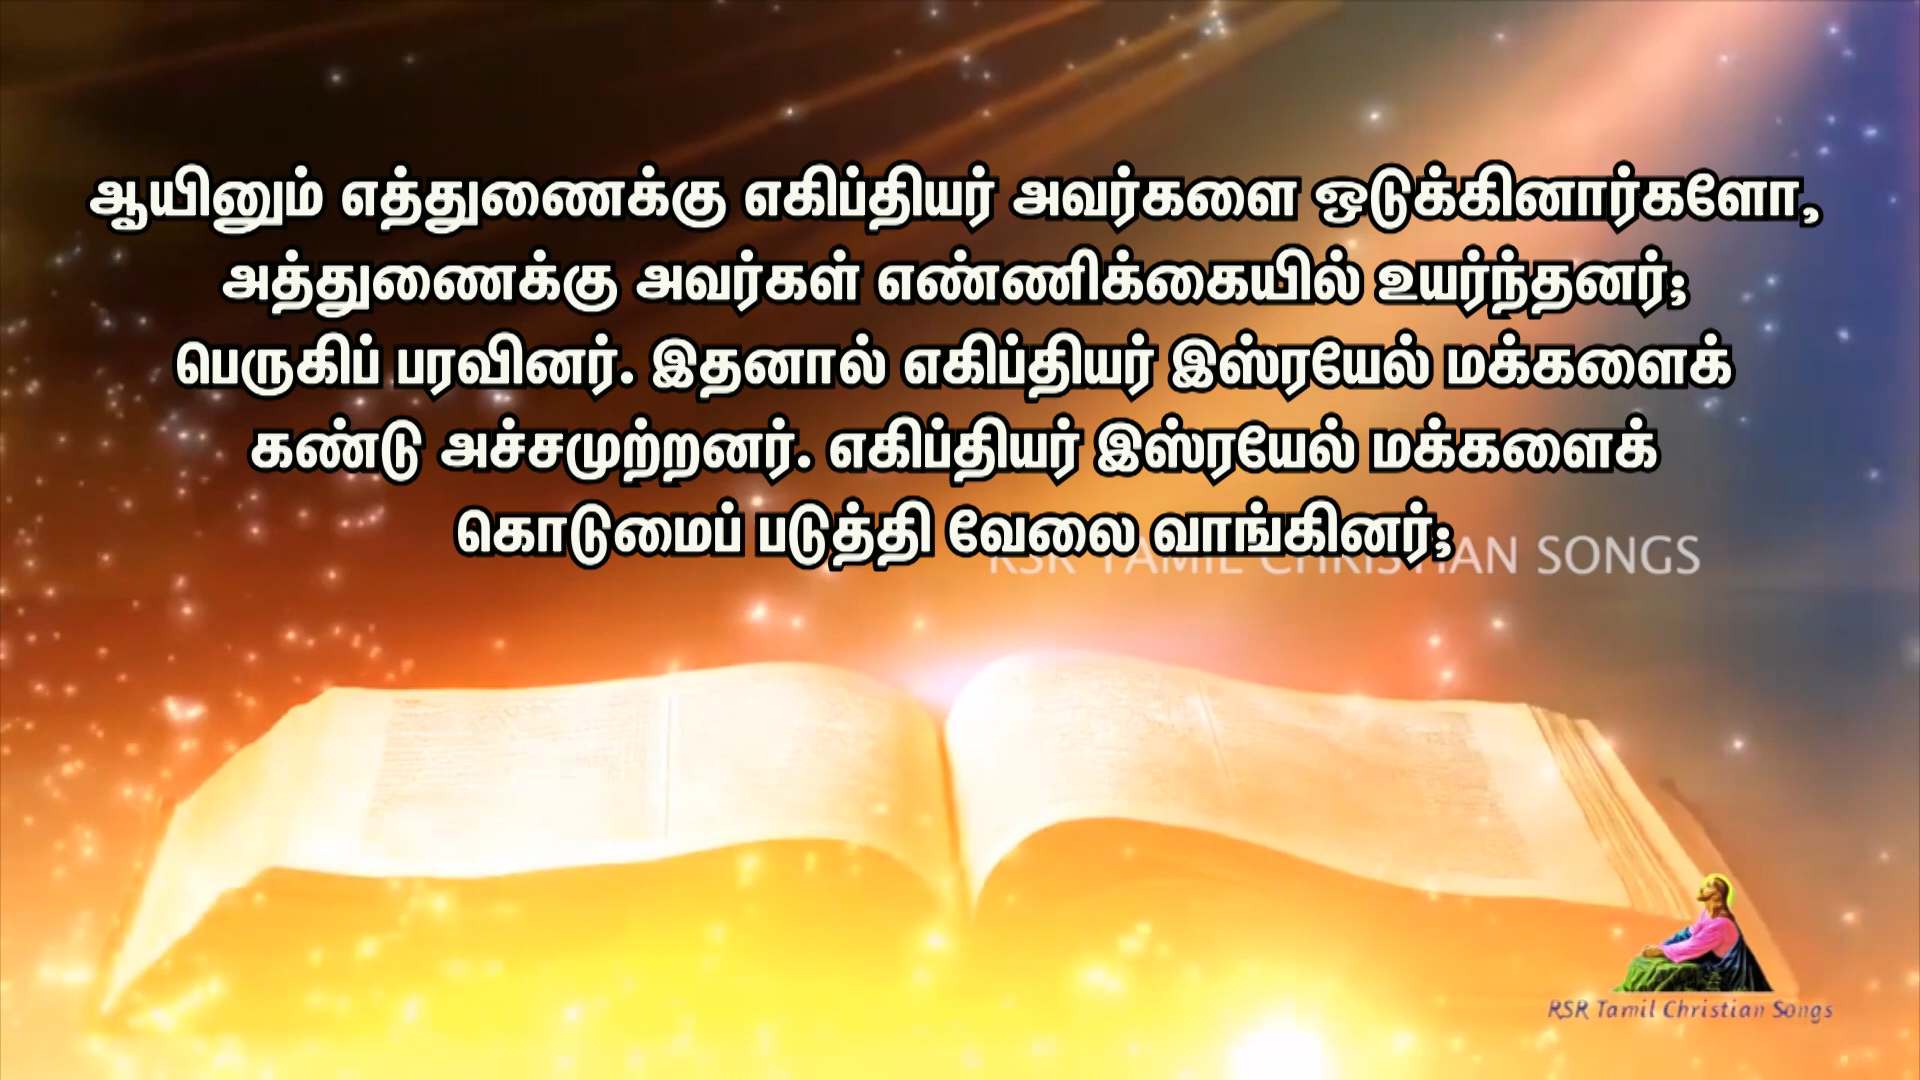 ஆயினும் எத்துணைக்கு எகிப்தியர் அவர்களை ஒடுக்கினார்களோ,
அத்துணைக்கு அவர்கள் எண்ணிக்கையில் உயர்ந்தனர்;
பெருகிப் பரவினர். இதனால் எகிப்தியர் இஸ்ரயேல் மக்களைக்
கண்டு அச்சமுற்றனர். எகிப்தியர் இஸ்ரயேல் மக்களைக்
கொடுமைப் படுத்தி வேலை வாங்கினர்;
RSR TAMIL CHRISTIAN SONGS
RSR Tamil Christian Songs